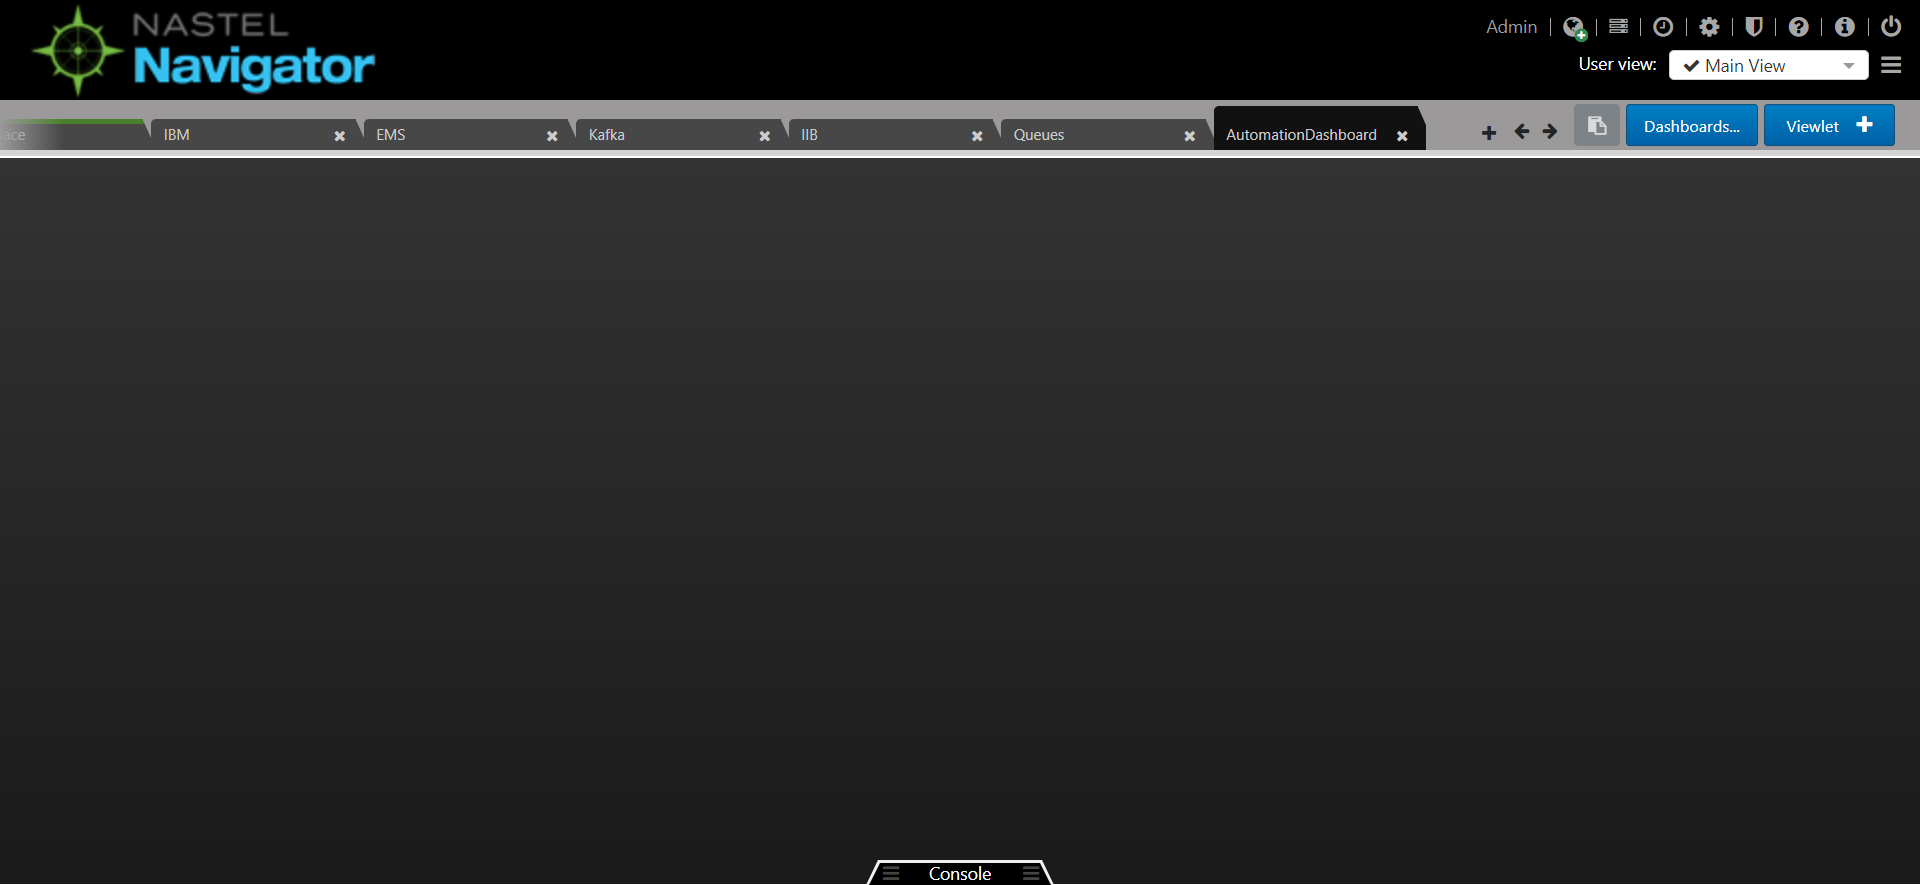 NASTEL
Navigator
Admin
User view: Main View
ace
IBM
EMS
Kafka
IIB
Queues
AutomationDashboard
Dashboards...
Viewlet
Console